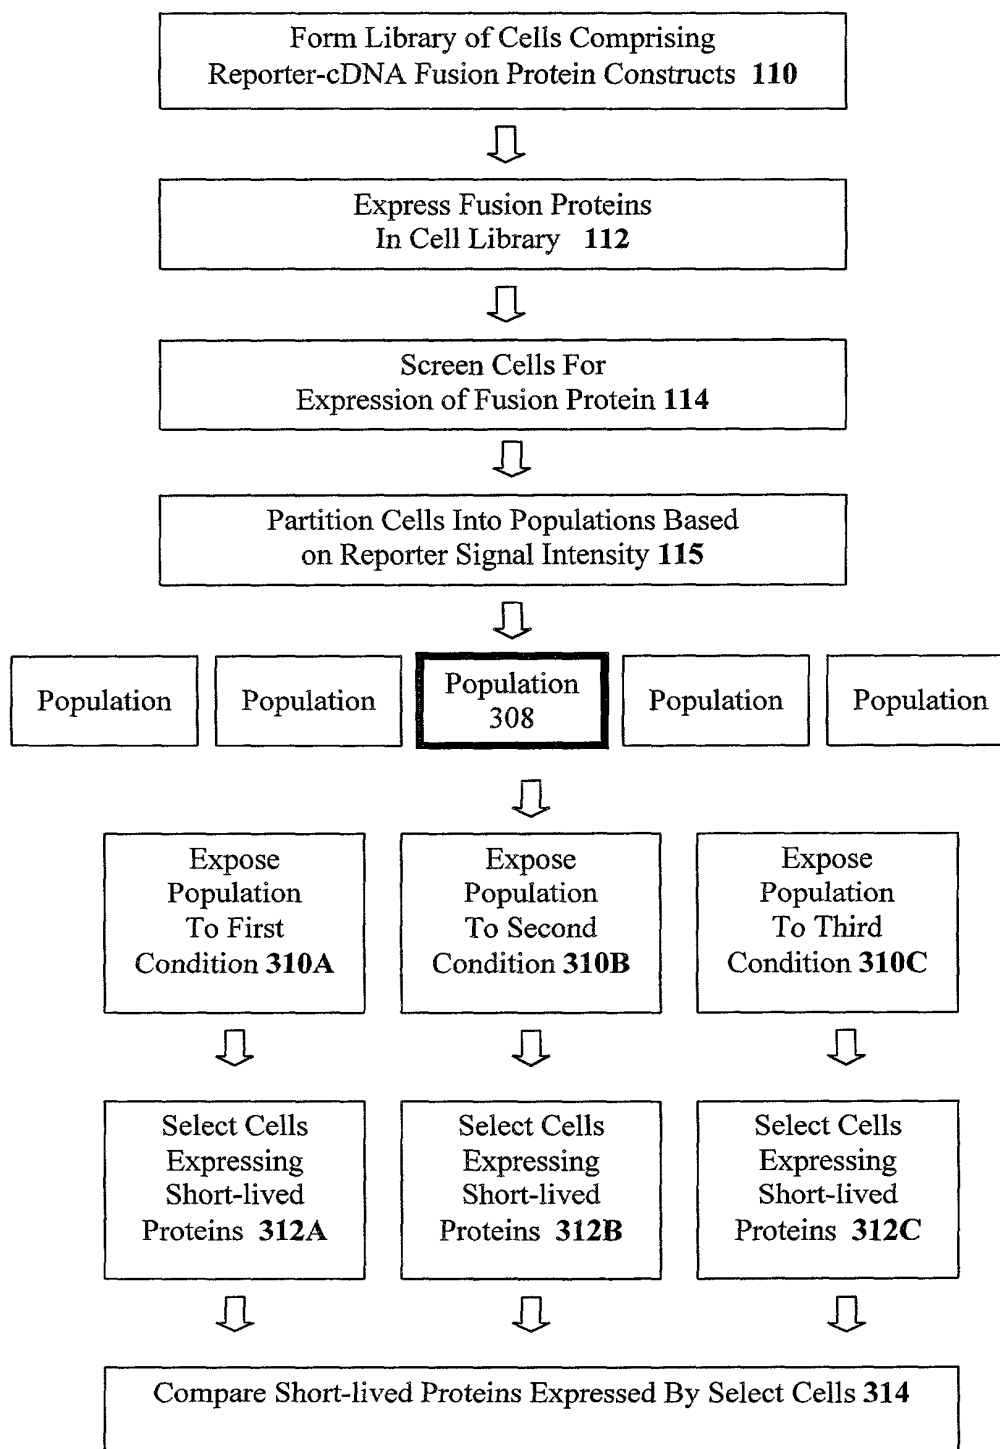 Form Library of Cells Comprising
Reporter-cDNA Fusion Protein Constructs 110
Express Fusion Proteins
In Cell Library 112
Screen Cells For
Expression of Fusion Protein 114
Partition Cells Into Populations Based
on Reporter Signal Intensity 115
Population
Population
Population
308
Population
Population
Expose
Population
To First
Condition 310A
Expose
Population
To Second
Condition 310B
Expose
Population
To Third
Condition 310C
Select Cells
Expressing
Short-lived
Proteins 312A
Select Cells
Expressing
Short-lived
Proteins 312B
Select Cells
Expressing
Short-lived
Proteins 312C
Compare Short-lived Proteins Expressed By Select Cells 314